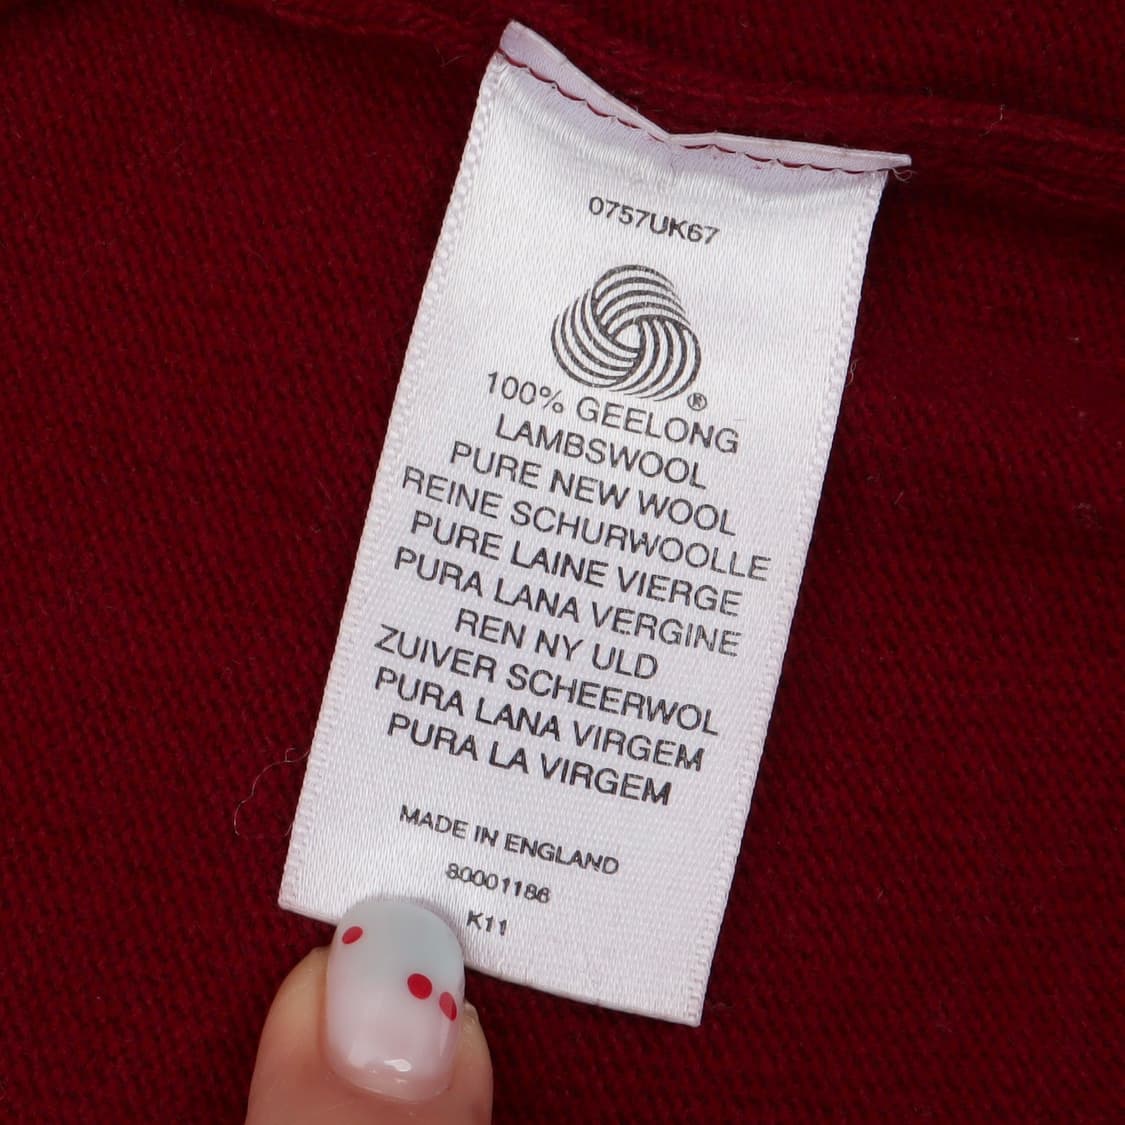 0757UK67
®
100% GEELONG
LAMBSWOOL
PURE NEW WOOL
REINE SCHURWOOLLE
PURE LAINE VIERGE
PURA LANA VERGINE
REN NY ULD
ZUIVER SCHEERWOL
PURA LANA VIRGEM
PURA LA VIRGEM
MADE IN ENGLAND
80001186
K11